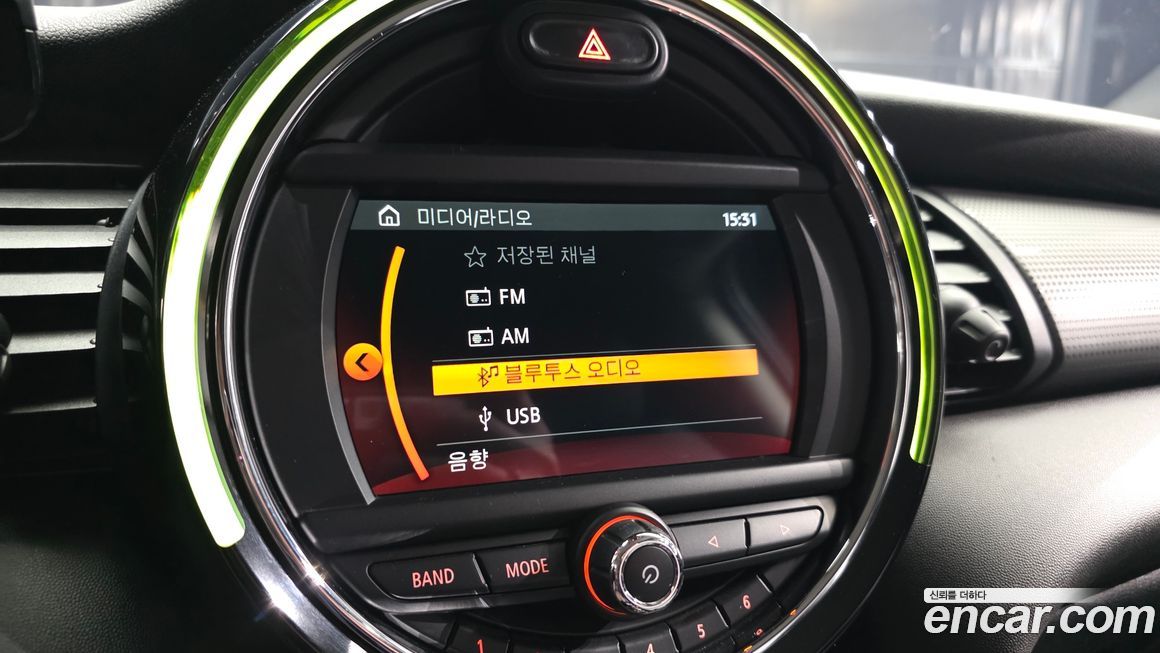 미디어/라디오 15:31
저장된 채널
FM
AM
블루투스 오디오
USB
음향
BAND MODE
1 4 5 6
신뢰를 더하다
encar.com